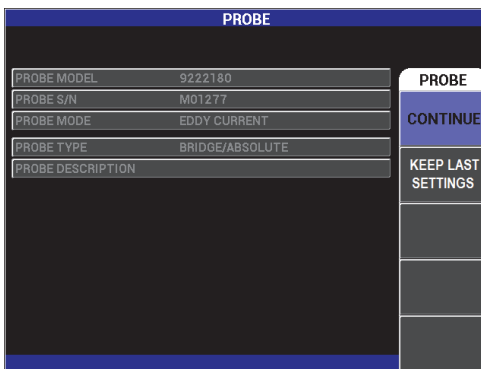 PROBE
PROBE MODEL 9222180
PROBE S/N M01277
PROBE MODE EDDY CURRENT
PROBE TYPE BRIDGE/ABSOLUTE
PROBE DESCRIPTION
PROBE
CONTINUE
KEEP LAST
SETTINGS